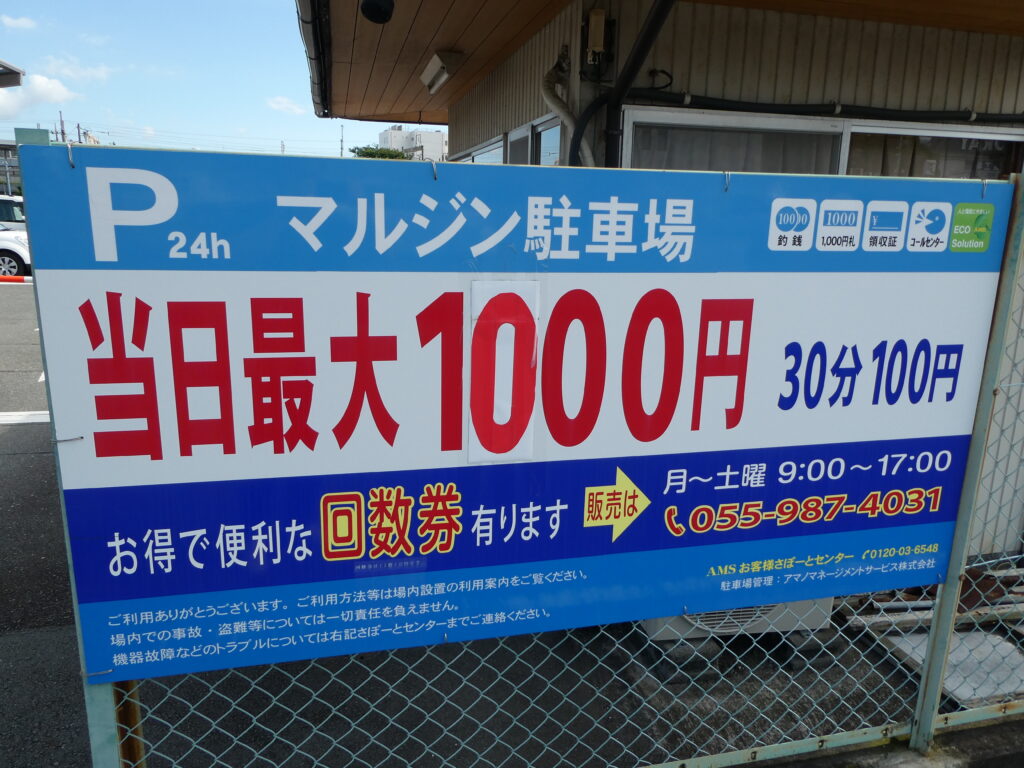 P 24h マルジン駐車場
10000 釣銭
1000 1,000円札
¥ 領収証
コールセンター
ECO Solution
当日最大1000円
30分100円
お得で便利な回数券有ります
販売は
月～土曜 9:00～17:00
055-987-4031
AMSお客様さぽーとセンター 0120-03-6548
駐車場管理：アマノマネージメントサービス株式会社
ご利用ありがとうございます。ご利用方法等は場内設置の利用案内をご覧ください。
場内での事故・盗難等については一切責任を負えません。
機器故障などのトラブルについては右記さぽーとセンターまでご連絡ください。